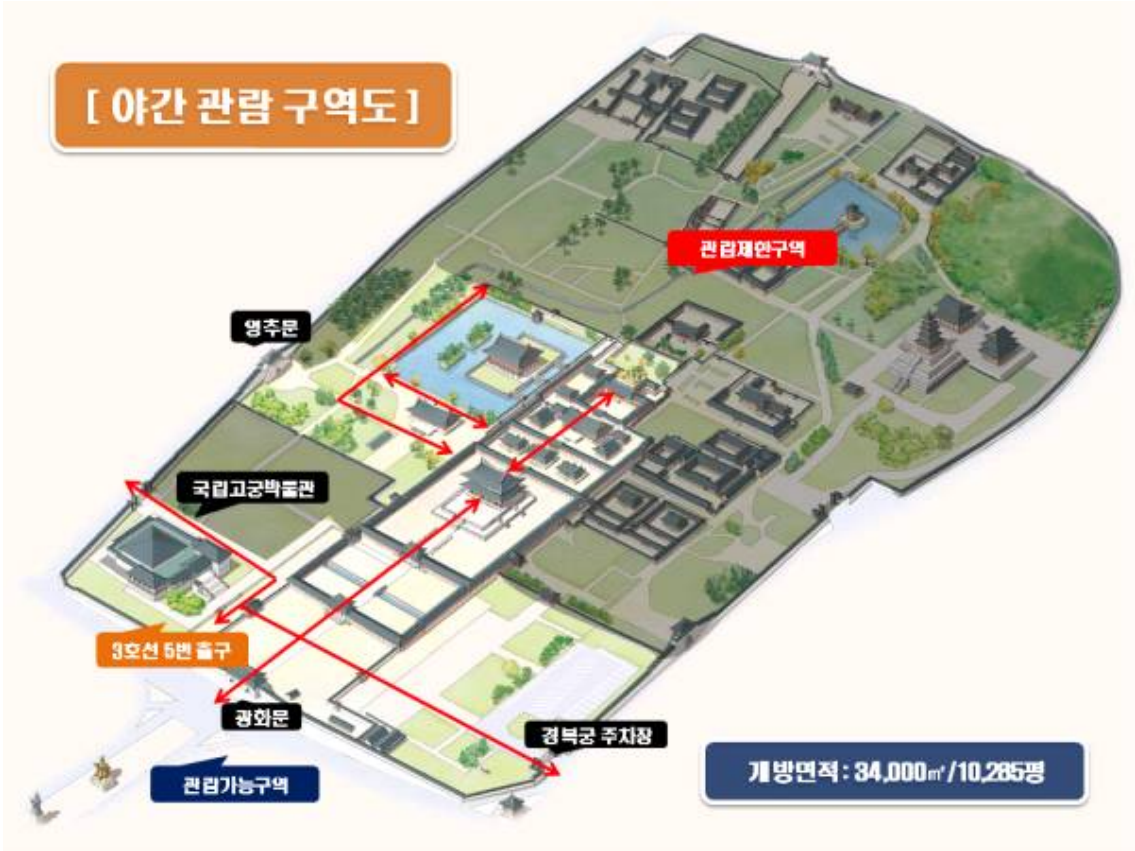 [ 야간 관람 구역도 ]
관람제한구역
영추문
국립고궁박물관
3호선 5번 출구
광화문
경복궁 주차장
관람가능구역
개방면적 : 34,000㎡/10,285평